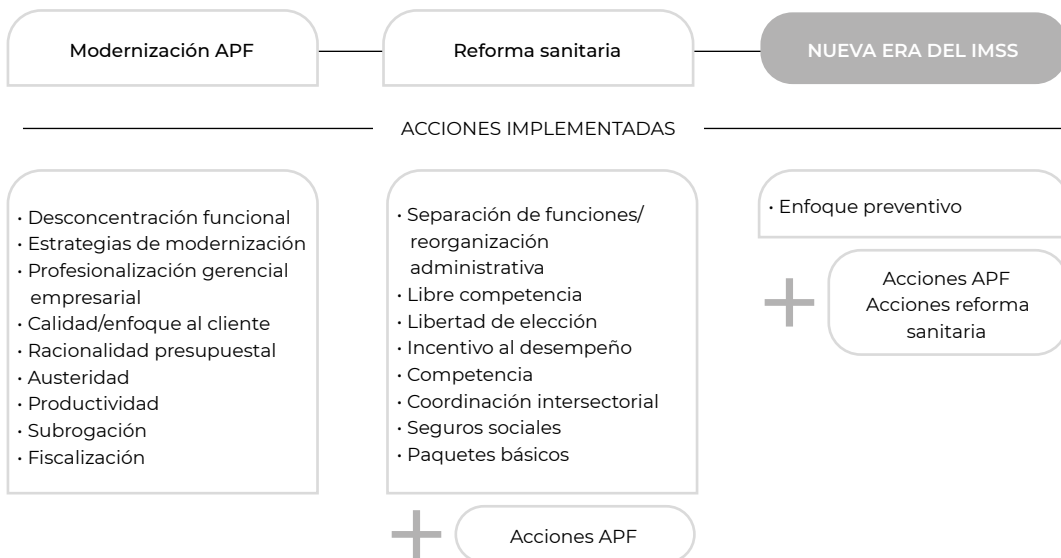 Modernización APF
Reforma sanitaria
NUEVA ERA DEL IMSS
ACCIONES IMPLEMENTADAS
· Desconcentración funcional
· Estrategias de modernización
· Profesionalización gerencial
empresarial
· Calidad/enfoque al cliente
· Racionalidad presupuestal
· Austeridad
· Productividad
· Subrogación
· Fiscalización
· Separación de funciones/
reorganización
administrativa
· Libre competencia
· Libertad de elección
· Incentivo al desempeño
· Competencia
· Coordinación intersectorial
· Seguros sociales
· Paquetes básicos
+
Acciones APF
· Enfoque preventivo
+
Acciones APF
Acciones reforma
sanitaria